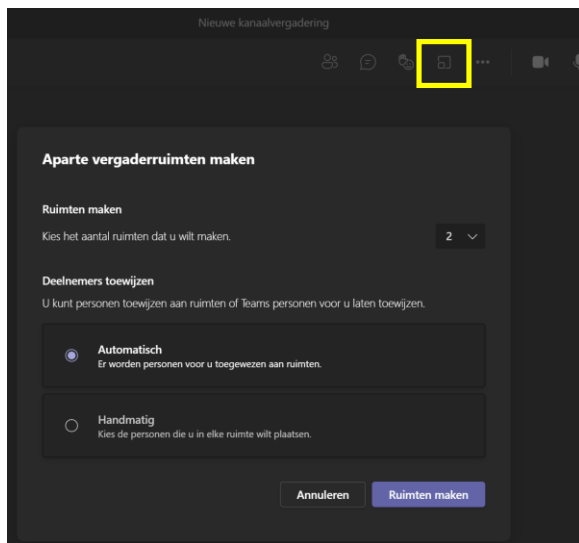 Nieuwe kanaalvergadering
Aparte vergaderruimten maken
Ruimten maken
Kies het aantal ruimten dat u wilt maken.
2
Deelnemers toewijzen
U kunt personen toewijzen aan ruimten of Teams personen voor u laten toewijzen.
Automatisch
Er worden personen voor u toegewezen aan ruimten.
Handmatig
Kies de personen die u in elke ruimte wilt plaatsen.
Annuleren
Ruimten maken